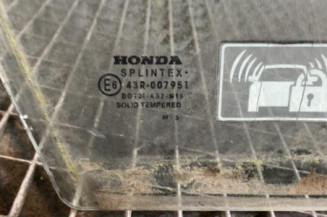 HONDA
SPLINTEX
E6 43R-007951
SOLID TEMPERED